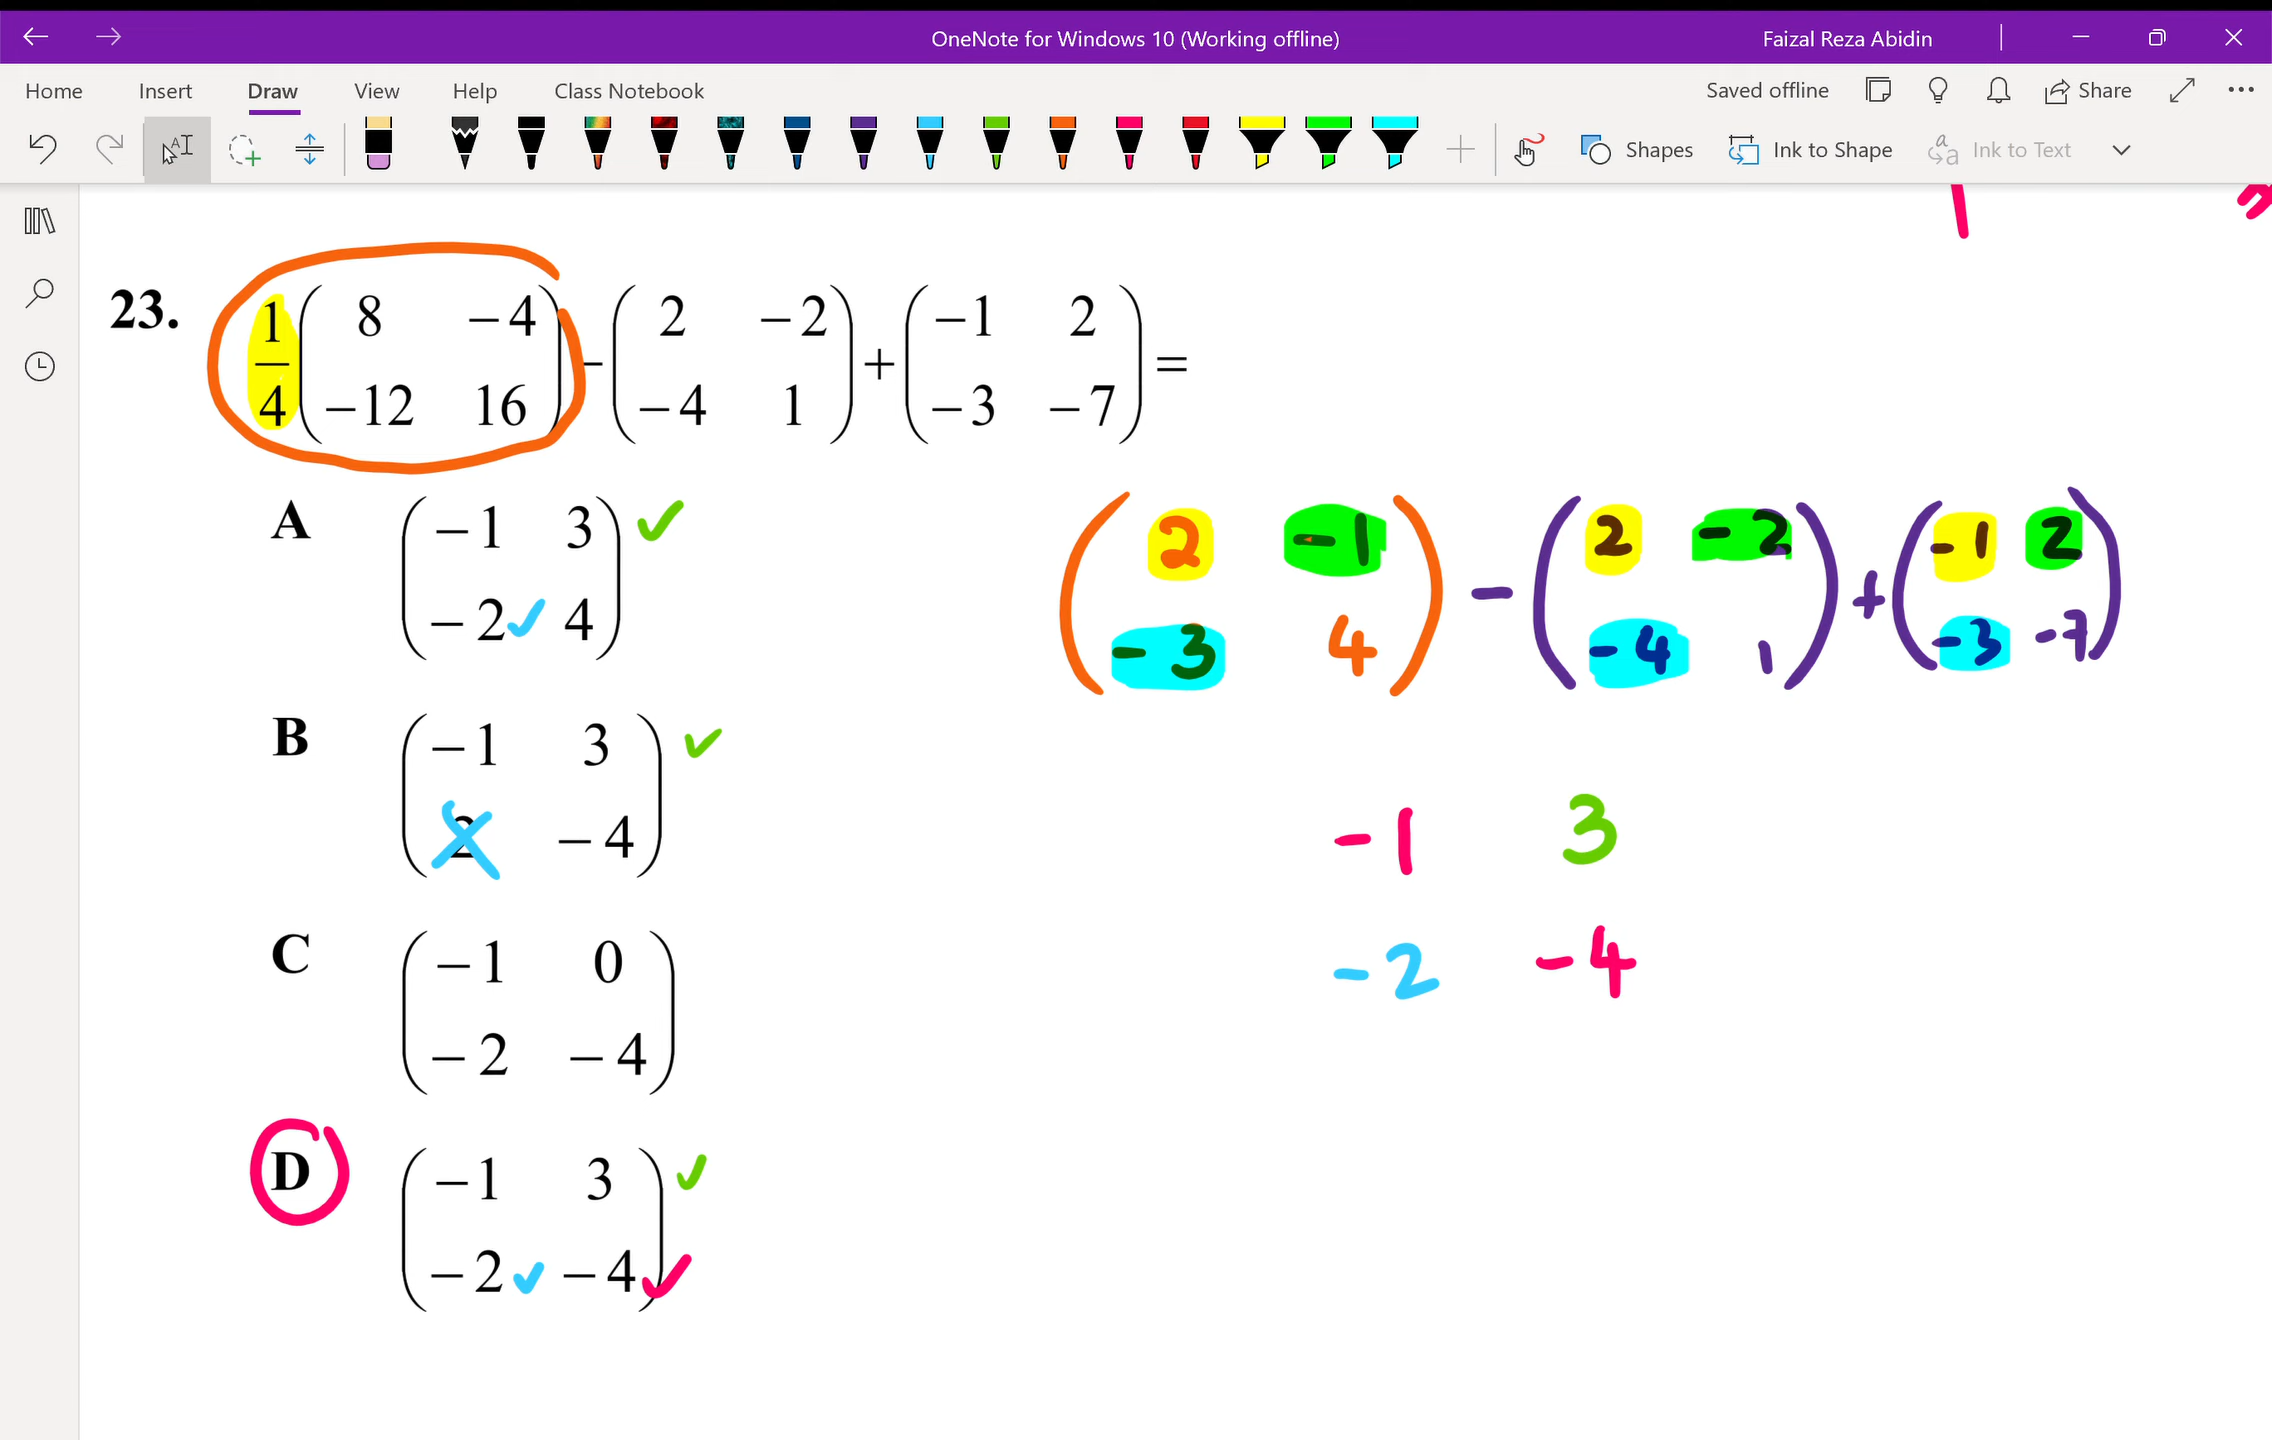 OneNote for Windows 10 (Working offline) Faizal Reza Abidin
Home Insert Draw View Help Class Notebook Saved offline Share
Shapes Ink to Shape Ink to Text
23. 1/4 ( 8 −4 ) − ( 2 −2 ) + ( −1 2 ) =
( −12 16 ) ( −4 1 ) ( −3 −7 )
A ( −1 3 )
( −2 4 )
B ( −1 3 )
( 2 −4 )
C ( −1 0 )
( −2 −4 )
D ( −1 3 )
( −2 −4 )
( 2 -1 ) - ( 2 -2 ) + ( -1 2 )
( -3 4 ) ( -4 1 ) ( -3 -7 )
-1 3
-2 -4